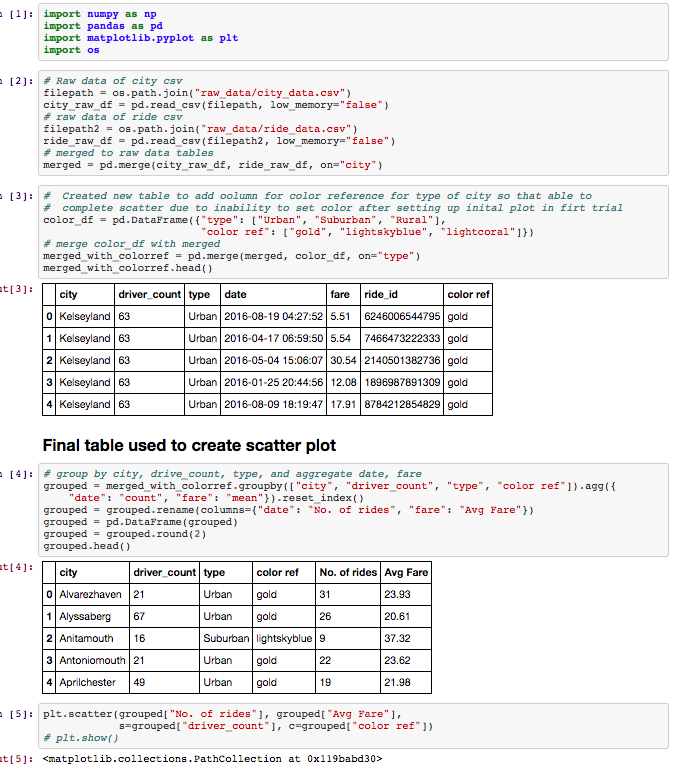 [1]: import numpy as np
import pandas as pd
import matplotlib.pyplot as plt
import os
[2]: # Raw data of city csv
filepath = os.path.join("raw_data/city_data.csv")
city_raw_df = pd.read_csv(filepath, low_memory="false")
# raw data of ride csv
filepath2 = os.path.join("raw_data/ride_data.csv")
ride_raw_df = pd.read_csv(filepath2, low_memory="false")
# merged to raw data tables
merged = pd.merge(city_raw_df, ride_raw_df, on="city")
[3]: #  Created new table to add oolumn for color reference for type of city so that able to
#  complete scatter due to inability to set color after setting up inital plot in firt trial
color_df = pd.DataFrame({"type": ["Urban", "Suburban", "Rural"],
"color ref": ["gold", "lightskyblue", "lightcoral"]})
# merge color_df with merged
merged_with_colorref = pd.merge(merged, color_df, on="type")
merged_with_colorref.head()
ut[3]:
city driver_count type date fare ride_id color ref
0 Kelseyland 63 Urban 2016-08-19 04:27:52 5.51 6246006544795 gold
1 Kelseyland 63 Urban 2016-04-17 06:59:50 5.54 7466473222333 gold
2 Kelseyland 63 Urban 2016-05-04 15:06:07 30.54 2140501382736 gold
3 Kelseyland 63 Urban 2016-01-25 20:44:56 12.08 1896987891309 gold
4 Kelseyland 63 Urban 2016-08-09 18:19:47 17.91 8784212854829 gold
Final table used to create scatter plot
[4]: # group by city, drive_count, type, and aggregate date, fare
grouped = merged_with_colorref.groupby(["city", "driver_count", "type", "color ref"]).agg({
"date": "count", "fare": "mean"}).reset_index()
grouped = grouped.rename(columns={"date": "No. of rides", "fare": "Avg Fare"})
grouped = pd.DataFrame(grouped)
grouped = grouped.round(2)
grouped.head()
ut[4]:
city driver_count type color ref No. of rides Avg Fare
0 Alvarezhaven 21 Urban gold 31 23.93
1 Alyssaberg 67 Urban gold 26 20.61
2 Anitamouth 16 Suburban lightskyblue 9 37.32
3 Antoniomouth 21 Urban gold 22 23.62
4 Aprilchester 49 Urban gold 19 21.98
[5]: plt.scatter(grouped["No. of rides"], grouped["Avg Fare"],
s=grouped["driver_count"], c=grouped["color ref"])
# plt.show()
ut[5]: <matplotlib.collections.PathCollection at 0x119babd30>